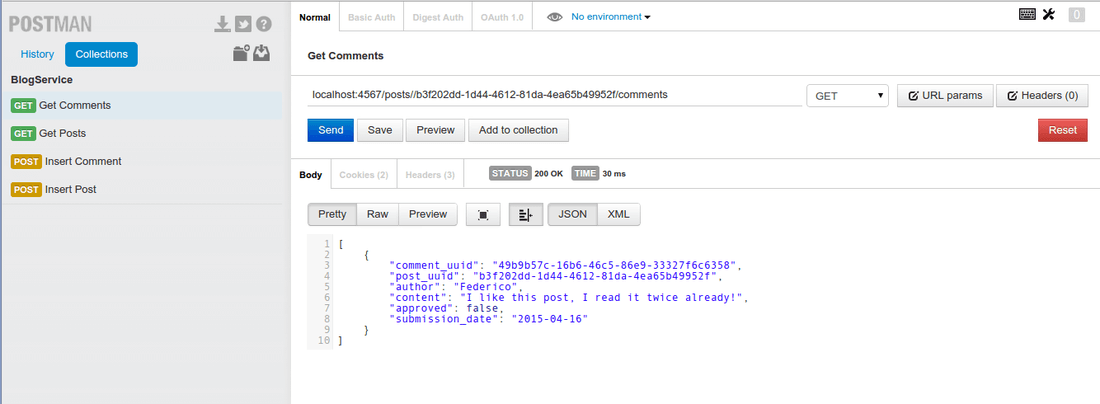 POSTMAN
History Collections
BlogService
GET Get Comments
GET Get Posts
POST Insert Comment
POST Insert Post
Normal Basic Auth Digest Auth OAuth 1.0 No environment 0
Get Comments
localhost:4567/posts//b3f202dd-1d44-4612-81da-4ea65b49952f/comments GET URL params Headers (0)
Send Save Preview Add to collection Reset
Body Cookies (2) Headers (3) STATUS 200 OK TIME 30 ms
Pretty Raw Preview JSON XML
1 [
2 {
3 "comment_uuid": "49b9b57c-16b6-46c5-86e9-33327f6c6358",
4 "post_uuid": "b3f202dd-1d44-4612-81da-4ea65b49952f",
5 "author": "Federico",
6 "content": "I like this post, I read it twice already!",
7 "approved": false,
8 "submission_date": "2015-04-16"
9 }
10 ]